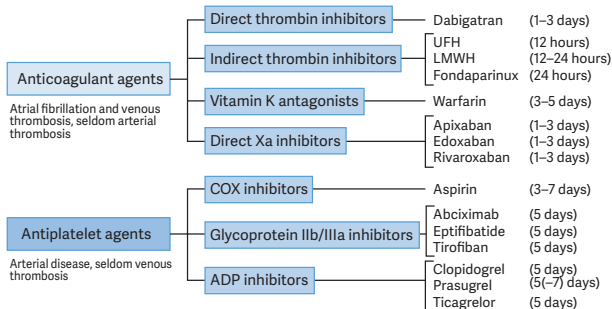 Direct thrombin inhibitors
Dabigatran (1–3 days)
Indirect thrombin inhibitors
UFH (12 hours)
LMWH (12–24 hours)
Fondaparinux (24 hours)
Anticoagulant agents
Atrial fibrillation and venous
thrombosis, seldom arterial
thrombosis
Vitamin K antagonists
Warfarin (3–5 days)
Direct Xa inhibitors
Apixaban (1–3 days)
Edoxaban (1–3 days)
Rivaroxaban (1–3 days)
COX inhibitors
Aspirin (3–7 days)
Antiplatelet agents
Arterial disease, seldom venous
thrombosis
Glycoprotein IIb/IIIa inhibitors
Abciximab (5 days)
Eptifibatide (5 days)
Tirofiban (5 days)
ADP inhibitors
Clopidogrel (5 days)
Prasugrel (5(–7) days)
Ticagrelor (5 days)